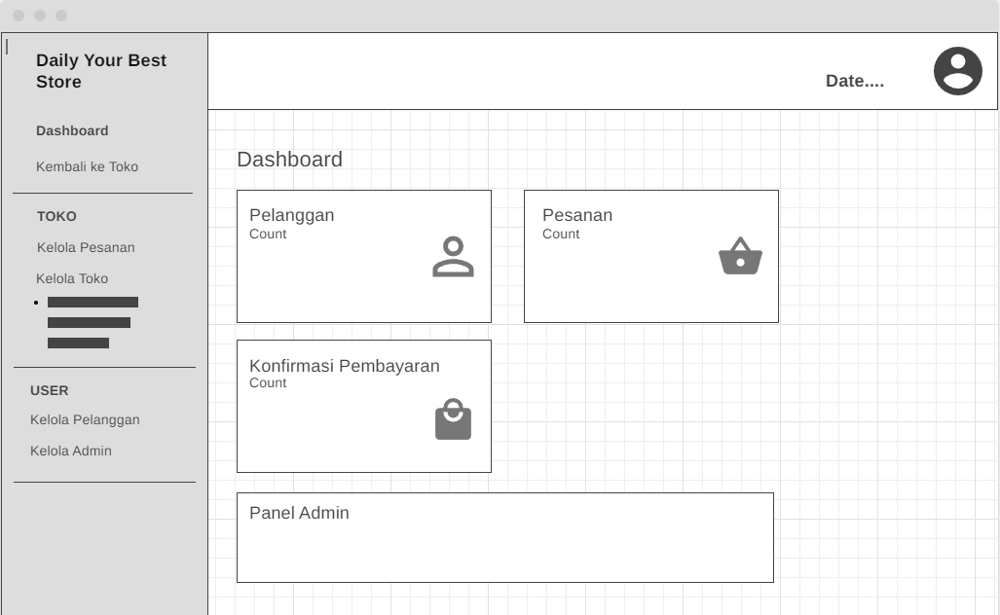 Daily Your Best
Store
Dashboard
Kembali ke Toko
TOKO
Kelola Pesanan
Kelola Toko
USER
Kelola Pelanggan
Kelola Admin
Date....
Dashboard
Pelanggan
Count
Pesanan
Count
Konfirmasi Pembayaran
Count
Panel Admin